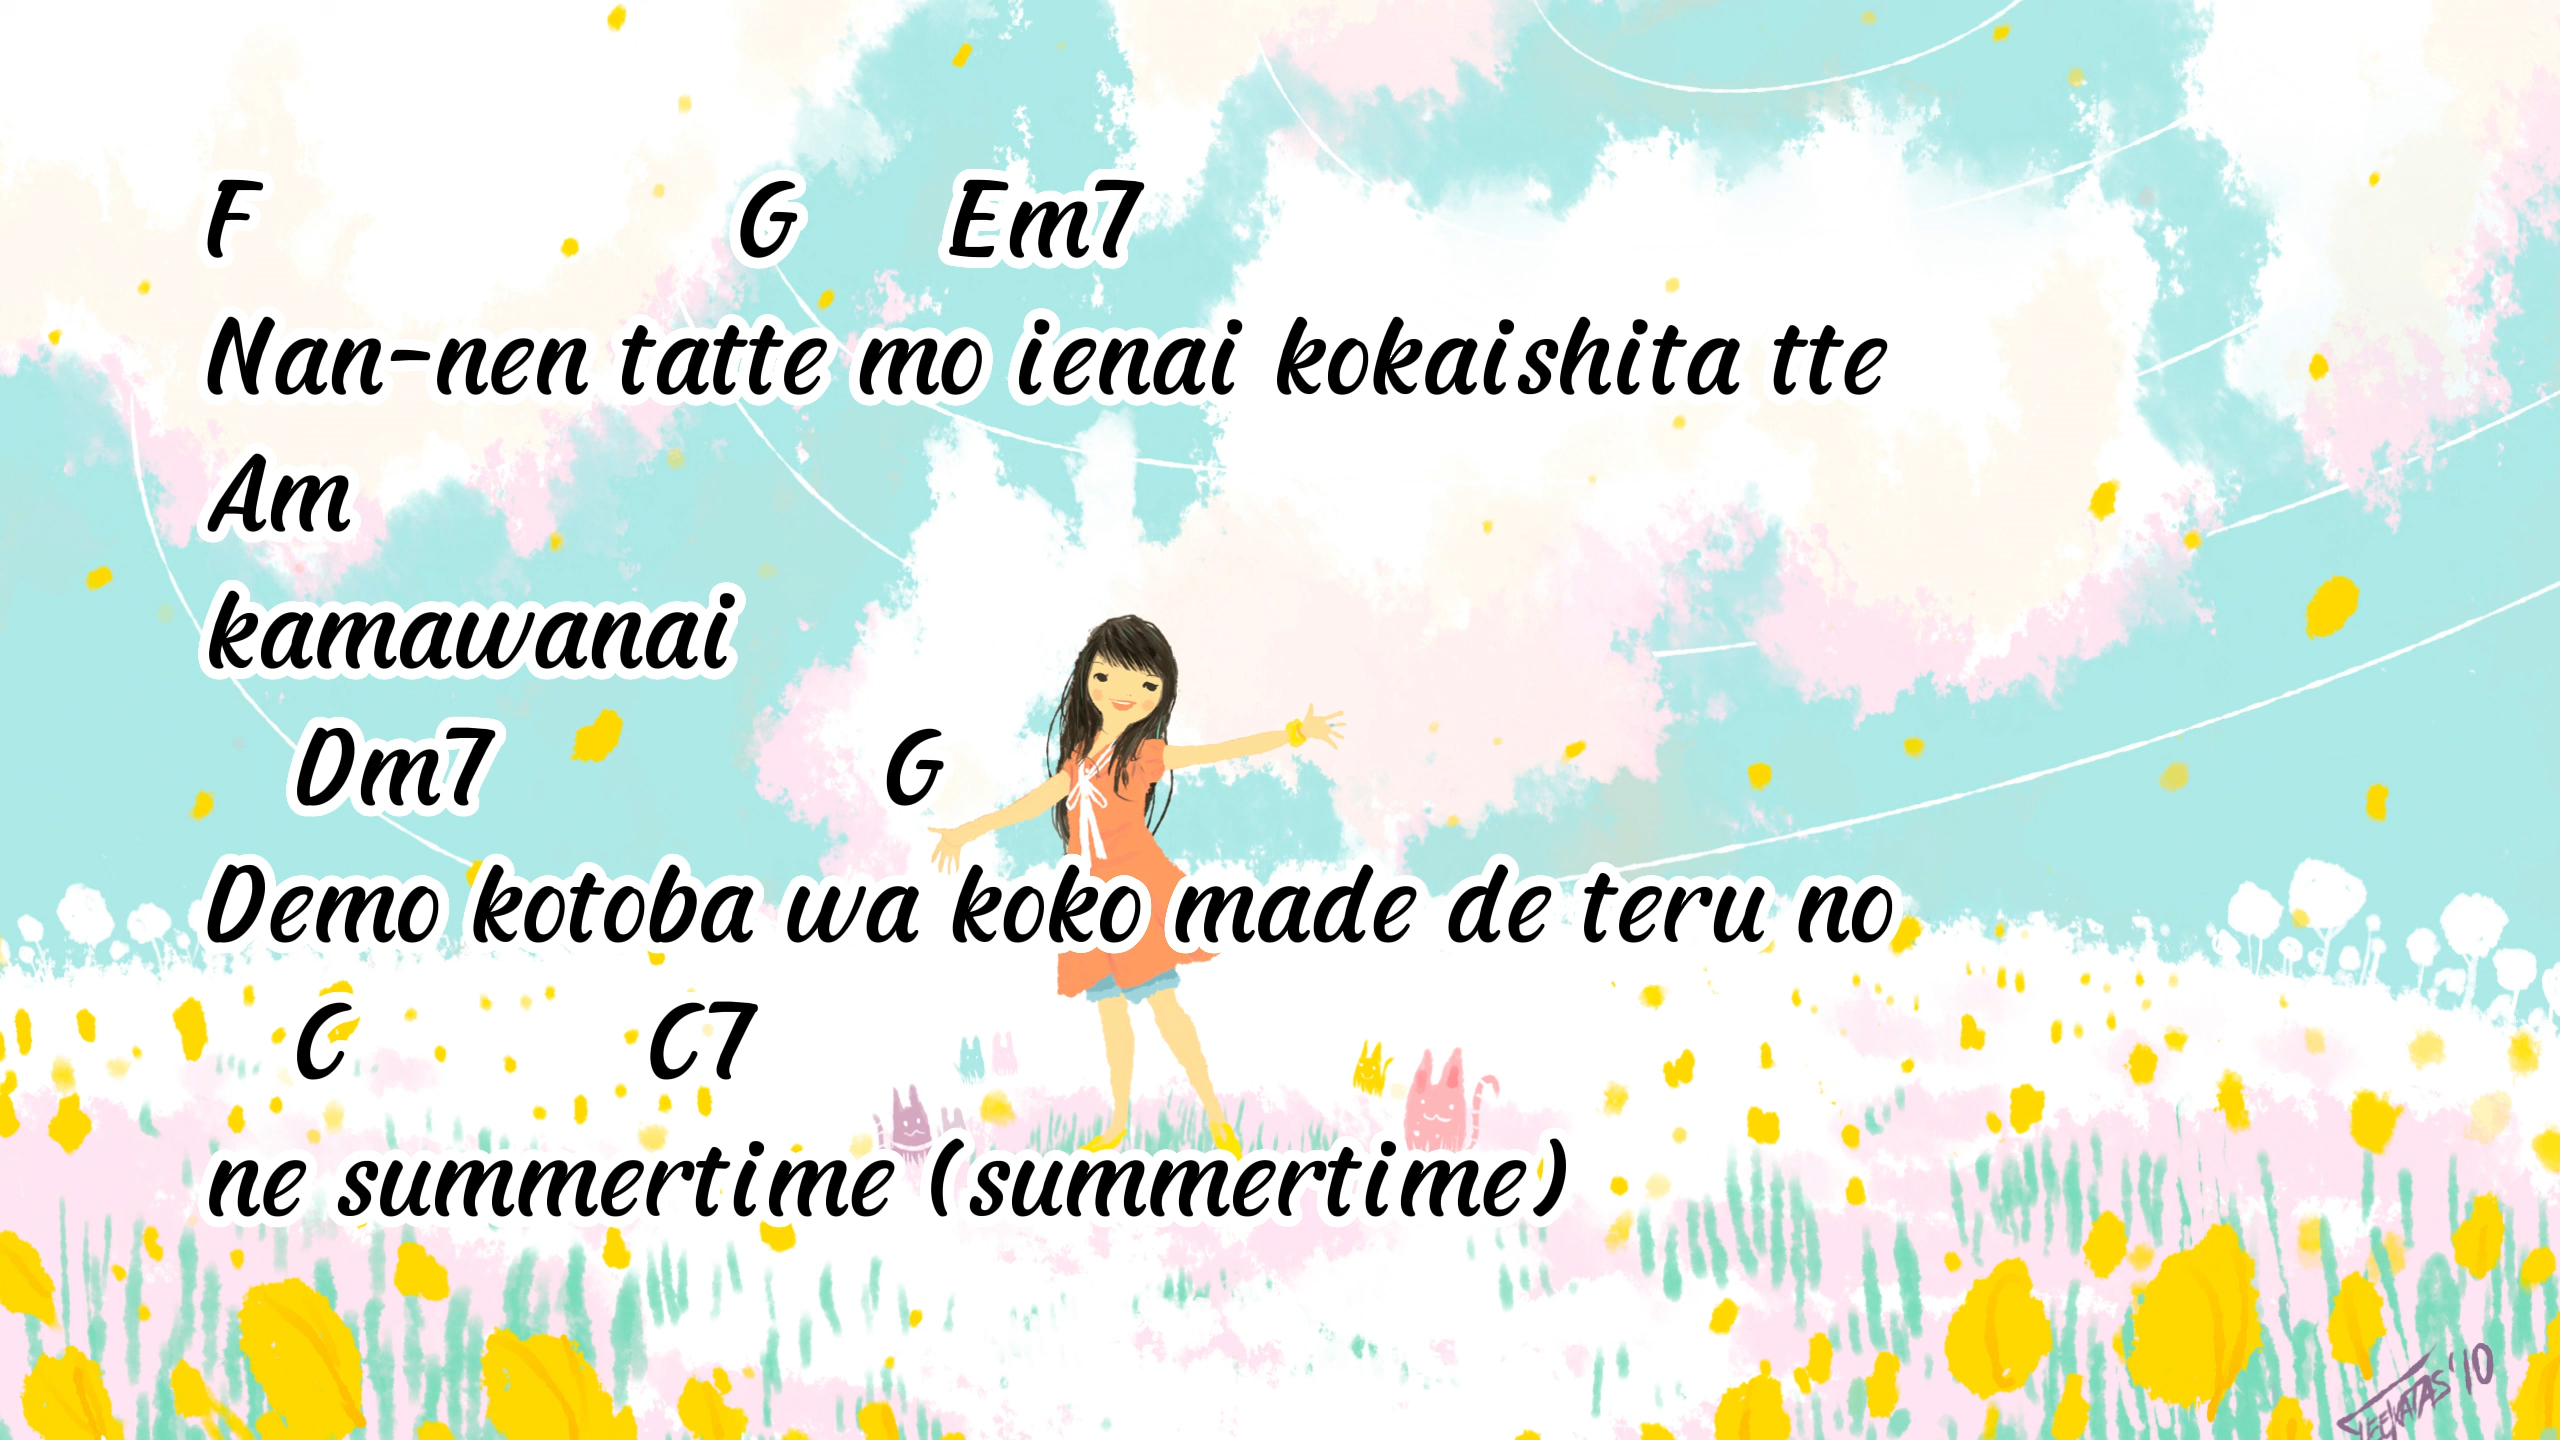 F G Em7
Nan-nen tatte mo ienai kokaishita tte
Am
kamawanai
Dm7 G
Demo kotoba wa koko made de teru no
C C7
ne summertime (summertime)